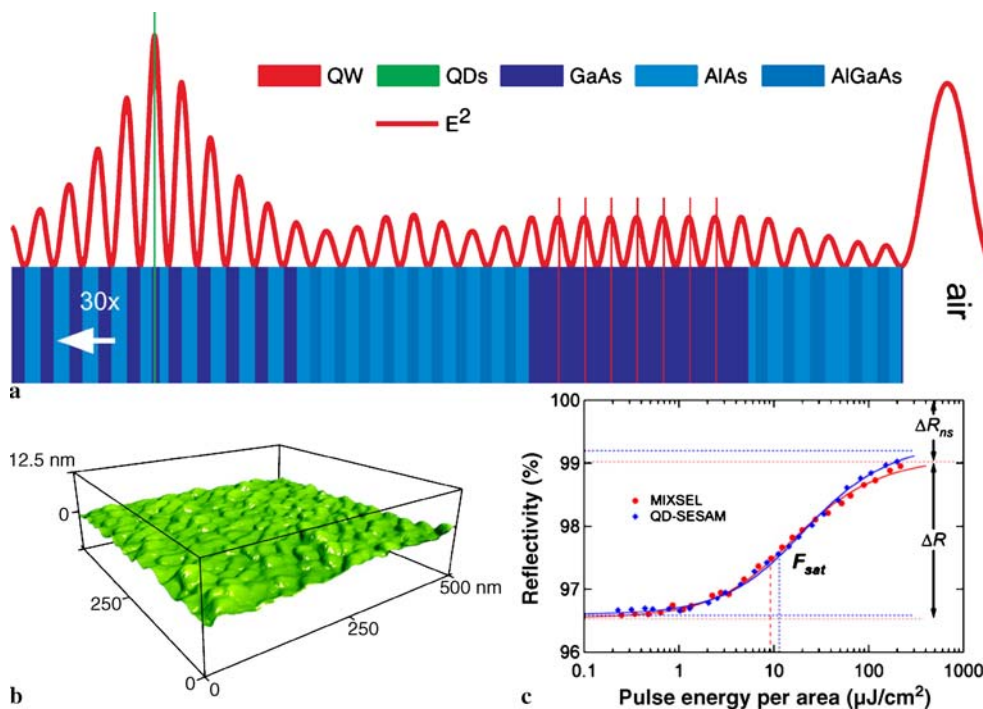 QW QDs GaAs AlAs AlGaAs
E²
30x
air
a
12.5 nm
0
250
0 0
250
500 nm
b
100
99
98
97
96
Reflectivity (%)
MIXSEL
QD-SESAM
F_sat
ΔR_ns
ΔR
0.1 1 10 100 1000
Pulse energy per area (μJ/cm²)
c